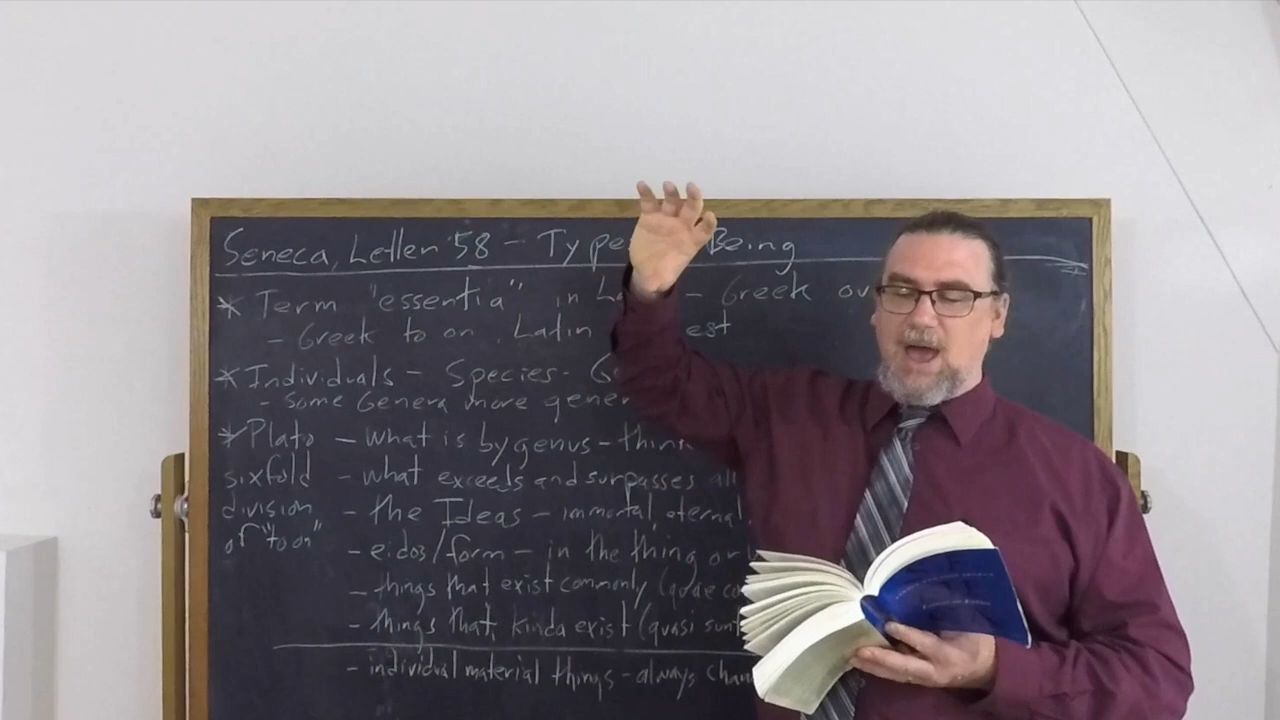 Seneca, Letter 58 – Type Being
* Term "essentia" in La – Greek ou
- Greek to on, Latin est
* Individuals – Species - Ge
- Some Genera more gener
* Plato – what is by genus – thin
sixfold – what exceeds and surpasses all
division – the Ideas – immortal, eternal,
of "to on" – eidos/form – in the thing or
– things that exist commonly (quae co
– things that kinda exist (quasi sunt
– individual material things – always chan